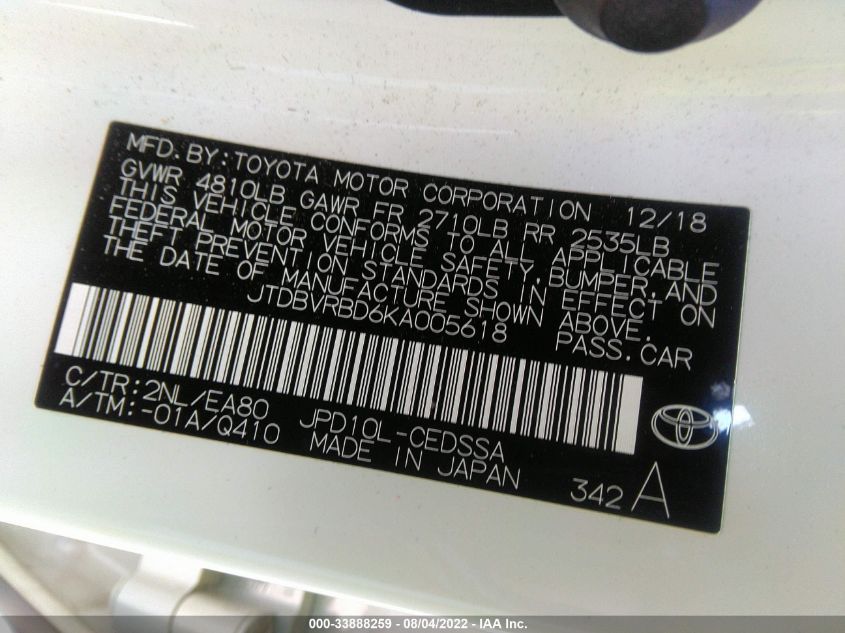 MFD. BY: TOYOTA MOTOR CORPORATION 12/18
GVWR 4810LB GAWR FR 2710LB RR 2535LB
THIS VEHICLE CONFORMS TO ALL APPLICABLE
FEDERAL MOTOR VEHICLE SAFETY, BUMPER, AND
THEFT PREVENTION STANDARDS IN EFFECT ON
THE DATE OF MANUFACTURE SHOWN ABOVE.
JTDBVRBD6KA005618 PASS. CAR
C/TR: 2NL/EA80 JPD10L-CEDSSA
A/TM: -01A/Q410 MADE IN JAPAN
342 A
000-33888259 - 08/04/2022 - IAA Inc.